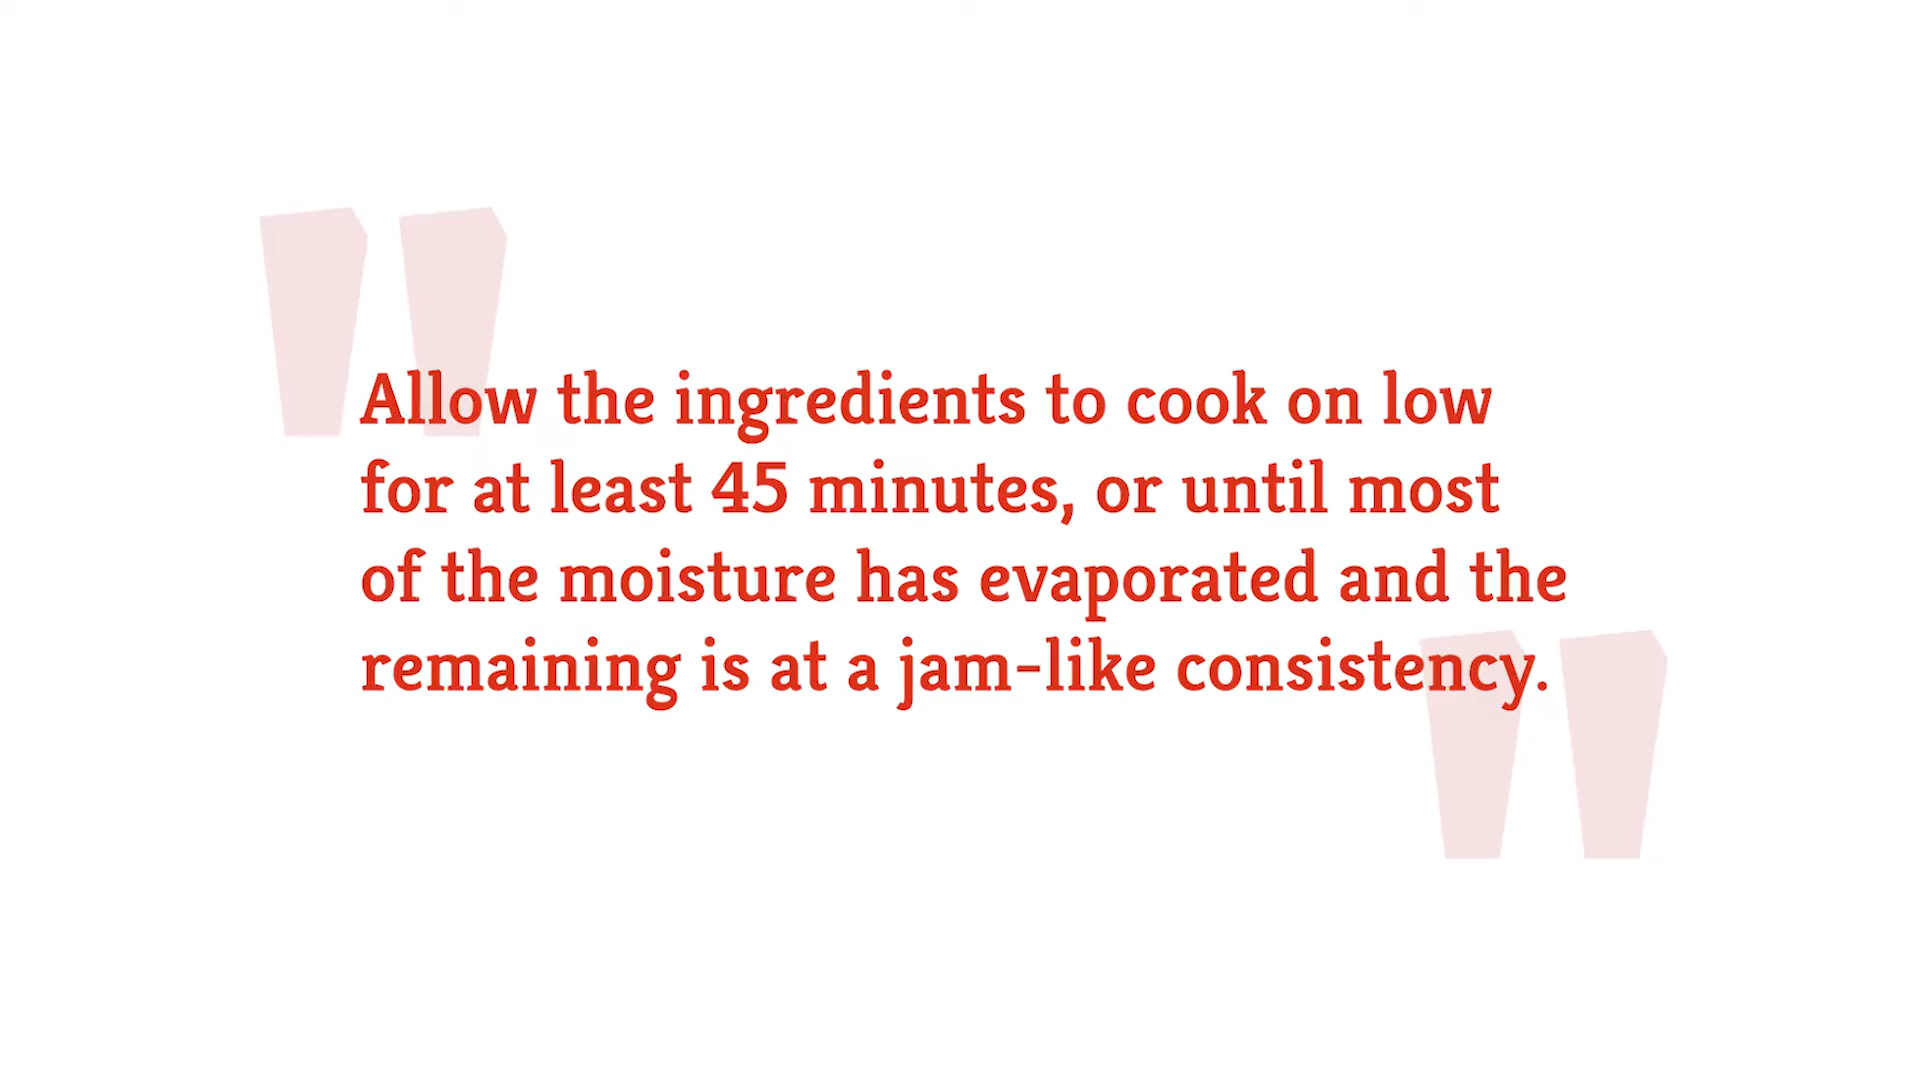 Allow the ingredients to cook on low
for at least 45 minutes, or until most
of the moisture has evaporated and the
remaining is at a jam-like consistency.